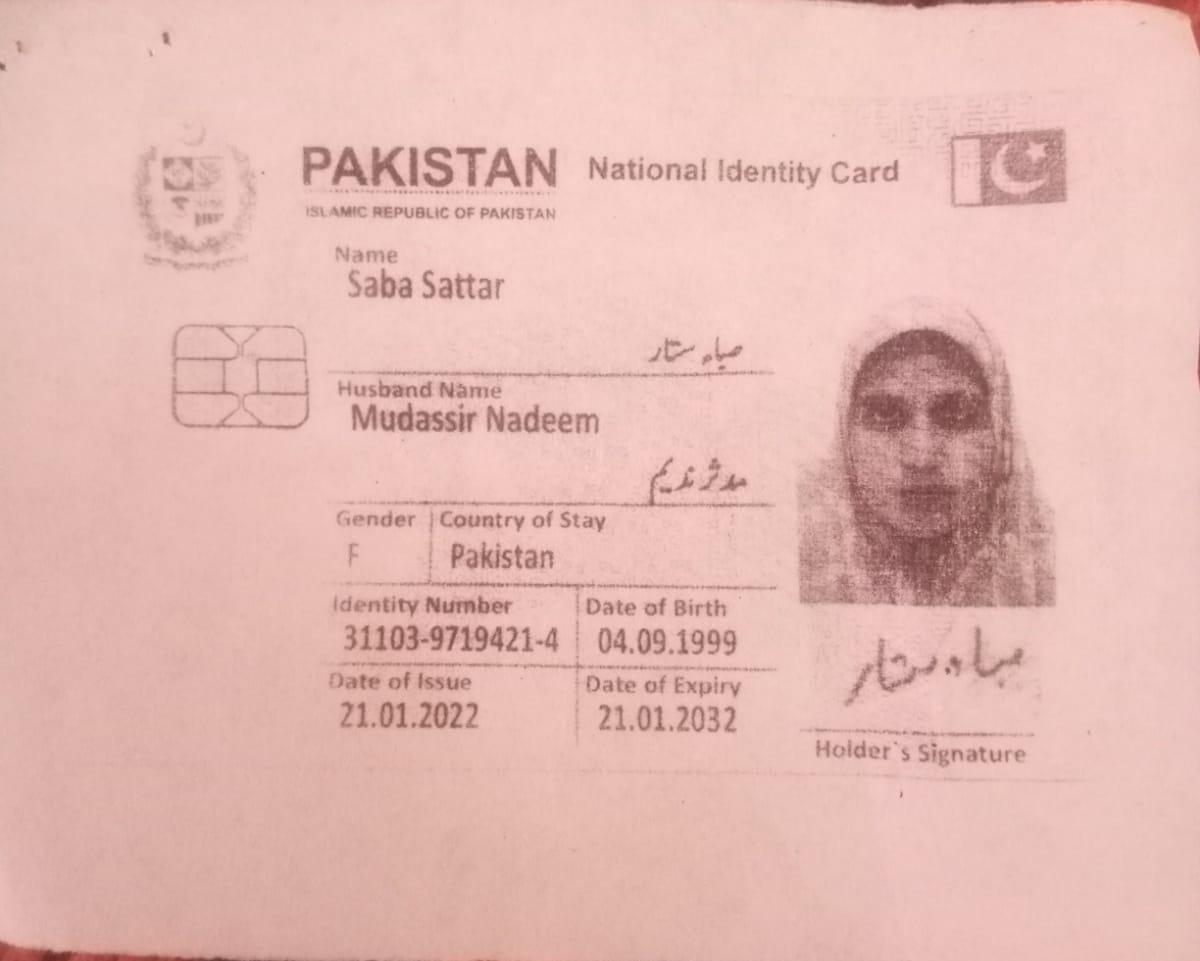 PAKISTAN National Identity Card
ISLAMIC REPUBLIC OF PAKISTAN
Name
Saba Sattar
صباء ستار
Husband Name
Mudassir Nadeem
مدثر ندیم
Gender Country of Stay
F Pakistan
Identity Number Date of Birth
31103-9719421-4 04.09.1999
Date of Issue Date of Expiry
21.01.2022 21.01.2032
صباء ستار
Holder`s Signature